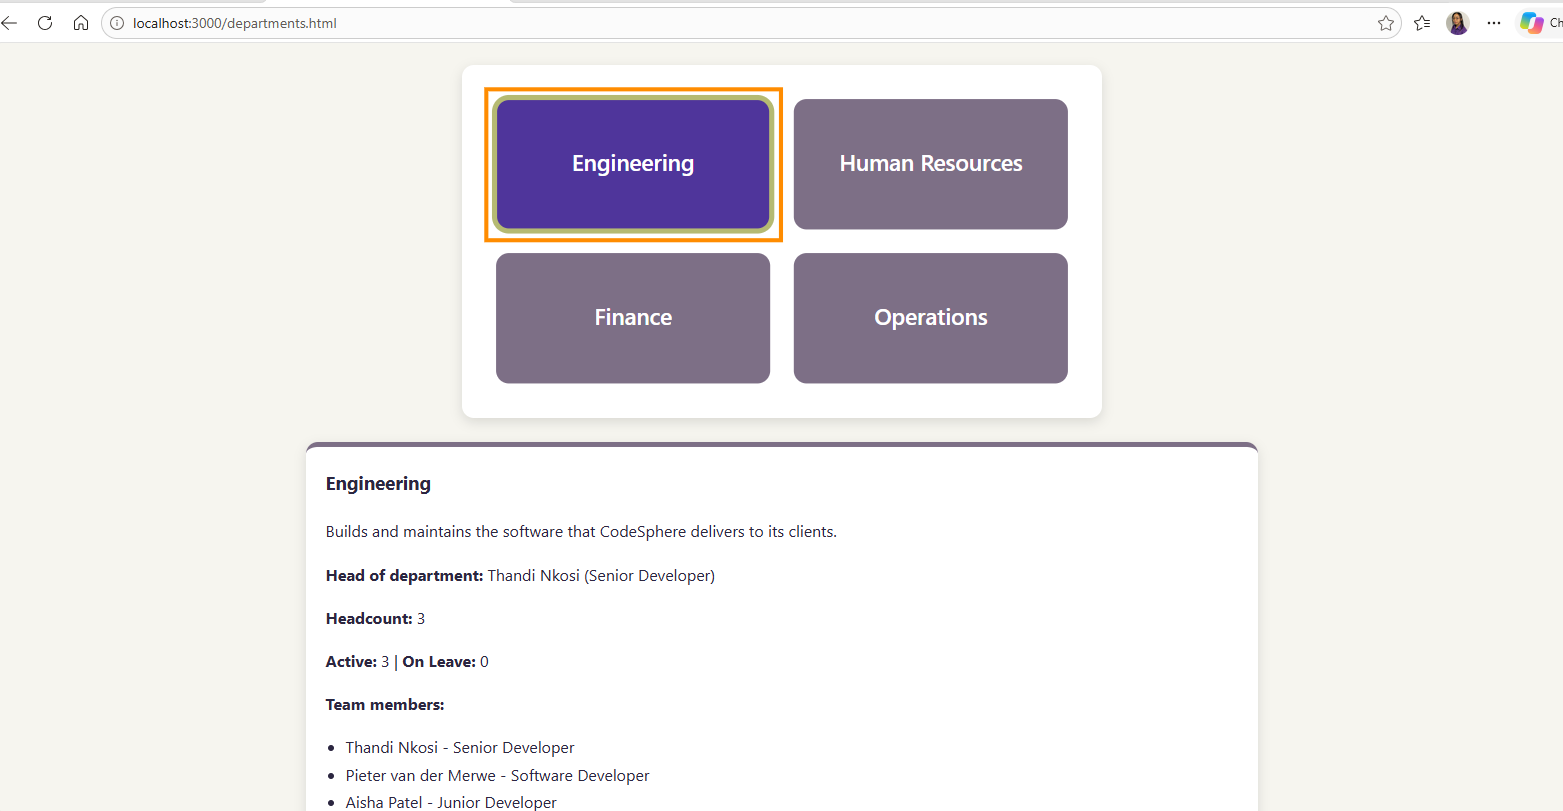 localhost:3000/departments.html
Ch
Engineering
Human Resources
Finance
Operations
Engineering
Builds and maintains the software that CodeSphere delivers to its clients.
Head of department: Thandi Nkosi (Senior Developer)
Headcount: 3
Active: 3 | On Leave: 0
Team members:
• Thandi Nkosi - Senior Developer
• Pieter van der Merwe - Software Developer
• Aisha Patel - Junior Developer